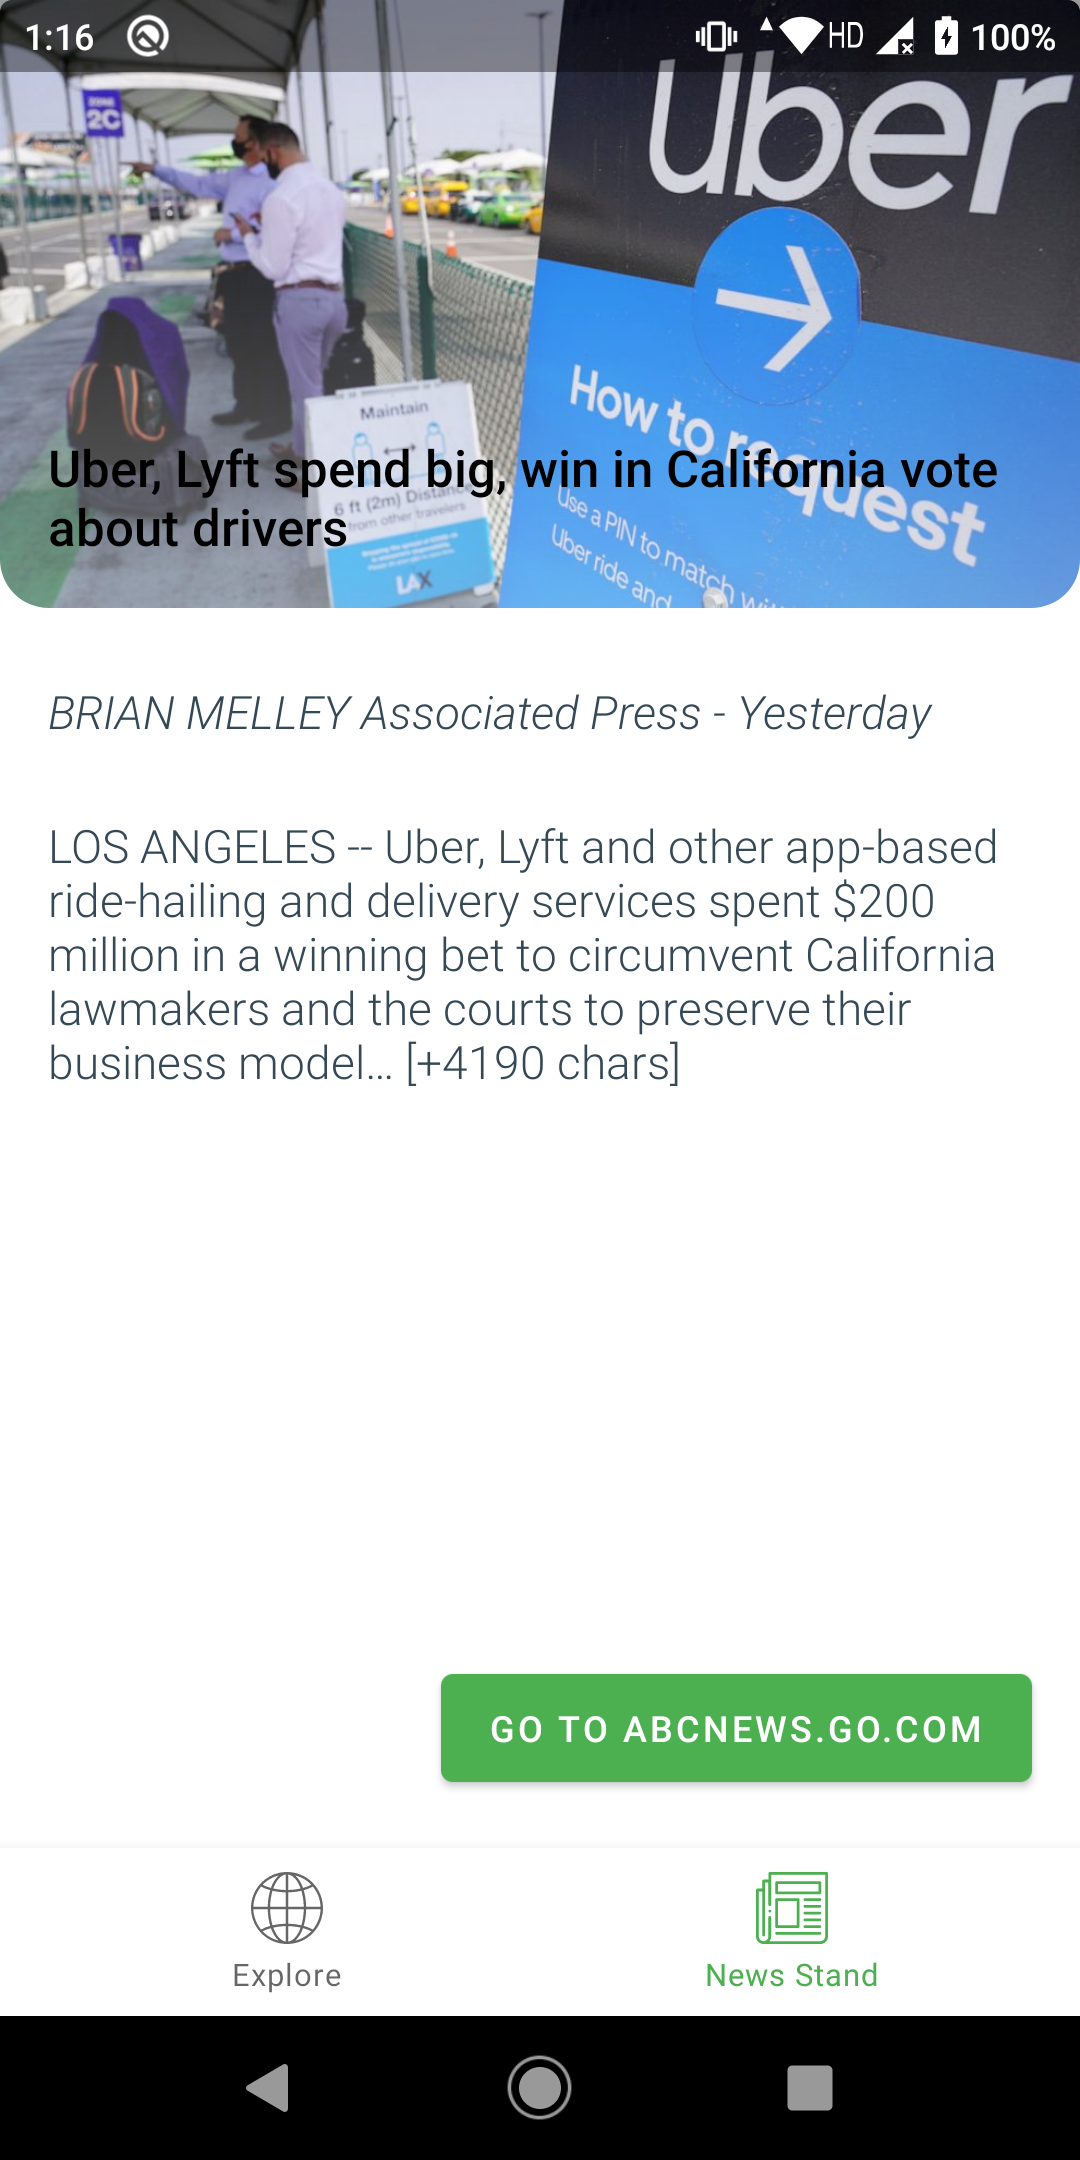 1:16
HD
100%
ZONE
2C
uber
Maintain
How to request
Uber, Lyft spend big, win in California vote
about drivers
6 ft (2m) Distance
from other travelers
Use a PIN to match
Uber ride and
LAX
BRIAN MELLEY Associated Press - Yesterday
LOS ANGELES -- Uber, Lyft and other app-based
ride-hailing and delivery services spent $200
million in a winning bet to circumvent California
lawmakers and the courts to preserve their
business model… [+4190 chars]
GO TO ABCNEWS.GO.COM
Explore
News Stand